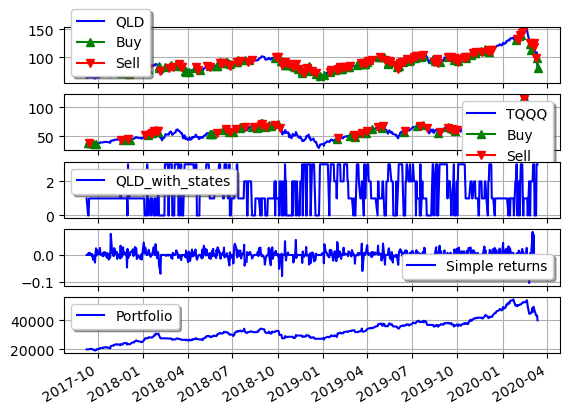 150
100
QLD
Buy
Sell
100
50
TQQQ
Buy
Sell
2
0
QLD_with_states
0.0
−0.1
Simple returns
40000
20000
Portfolio
2017-10
2018-01
2018-04
2018-07
2018-10
2019-01
2019-04
2019-07
2019-10
2020-01
2020-04